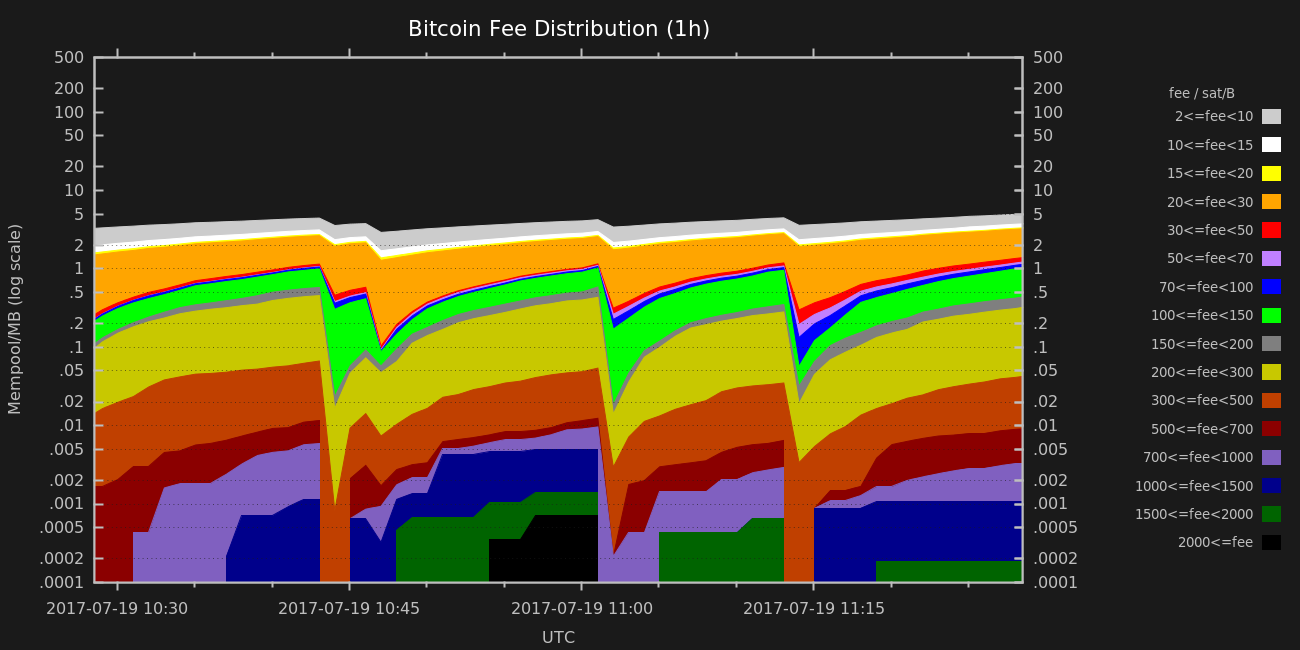 Bitcoin Fee Distribution (1h)
Mempool/MB (log scale)
500
200
100
50
20
10
5
2
1
.5
.2
.1
.05
.02
.01
.005
.002
.001
.0005
.0002
.0001
500
200
100
50
20
10
5
2
1
.5
.2
.1
.05
.02
.01
.005
.002
.001
.0005
.0002
.0001
fee / sat/B
2<=fee<10
10<=fee<15
15<=fee<20
20<=fee<30
30<=fee<50
50<=fee<70
70<=fee<100
100<=fee<150
150<=fee<200
200<=fee<300
300<=fee<500
500<=fee<700
700<=fee<1000
1000<=fee<1500
1500<=fee<2000
2000<=fee
2017-07-19 10:30 2017-07-19 10:45 2017-07-19 11:00 2017-07-19 11:15
UTC